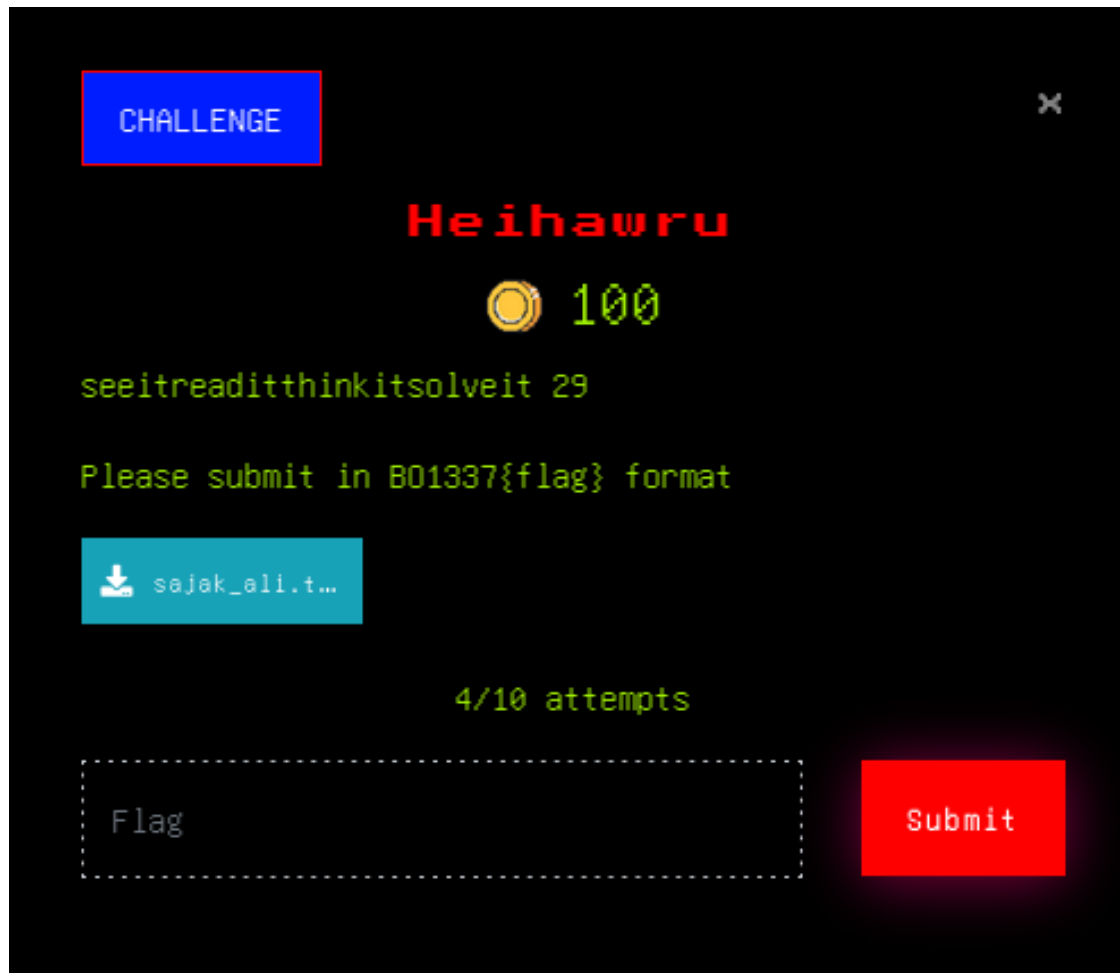 CHALLENGE
×
Heihawru
100
seeitreaditthinkitsolveit 29
Please submit in BO1337{flag} format
sajak_ali.t…
4/10 attempts
Flag
Submit